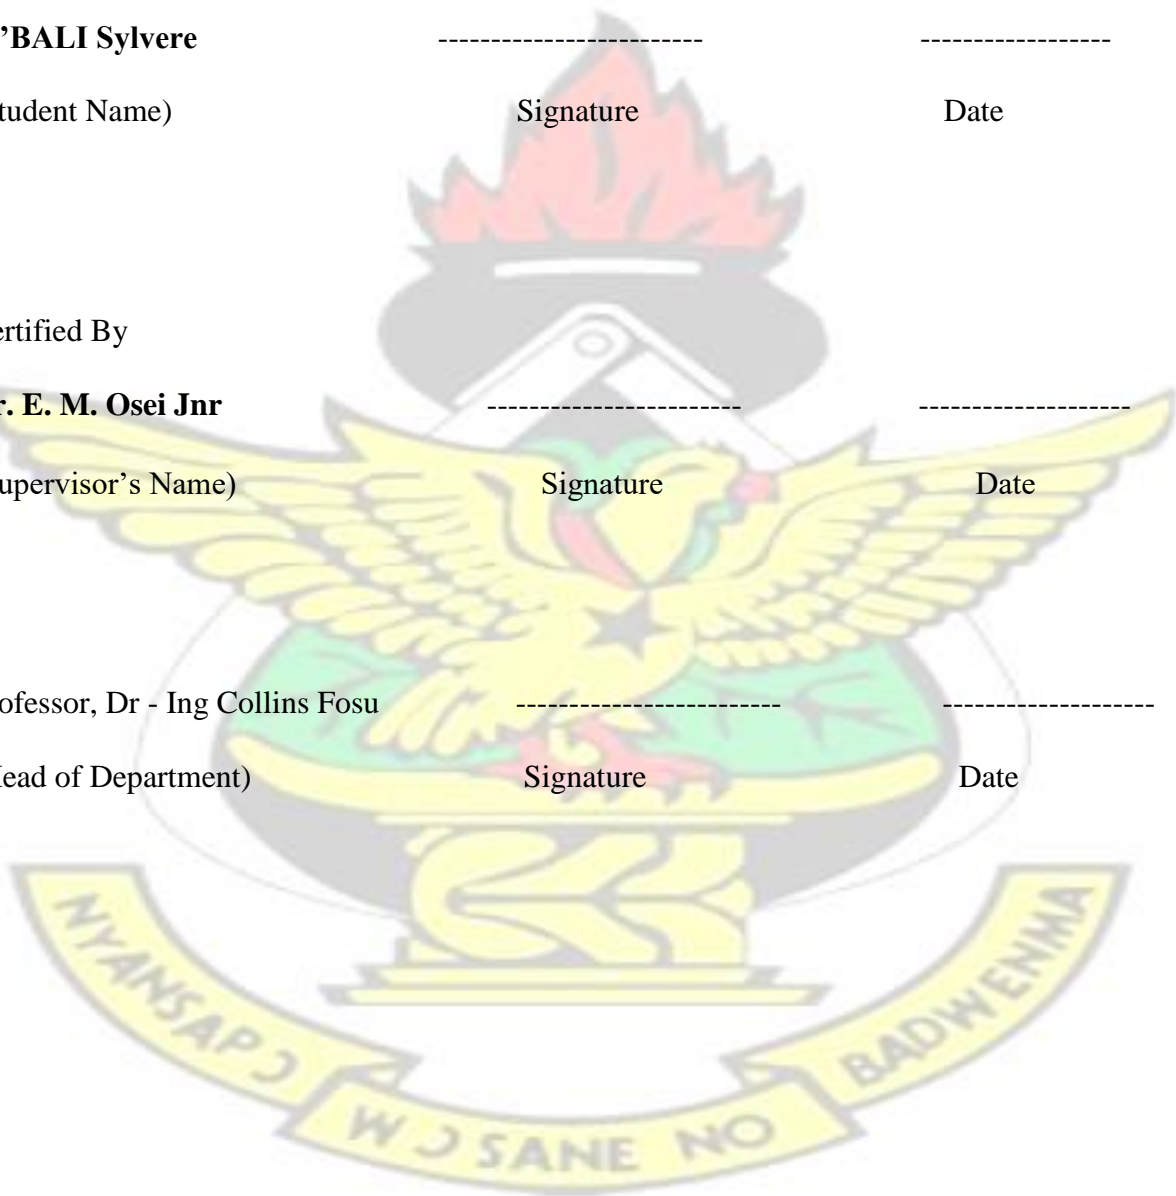 ’BALI Sylvere ------------------------- ------------------
tudent Name) Signature Date
ertified By
r. E. M. Osei Jnr ------------------------ --------------------
upervisor’s Name) Signature Date
ofessor, Dr - Ing Collins Fosu ------------------------- --------------------
ead of Department) Signature Date
NYANSAPƆ WƆSANE NO BADWENMA